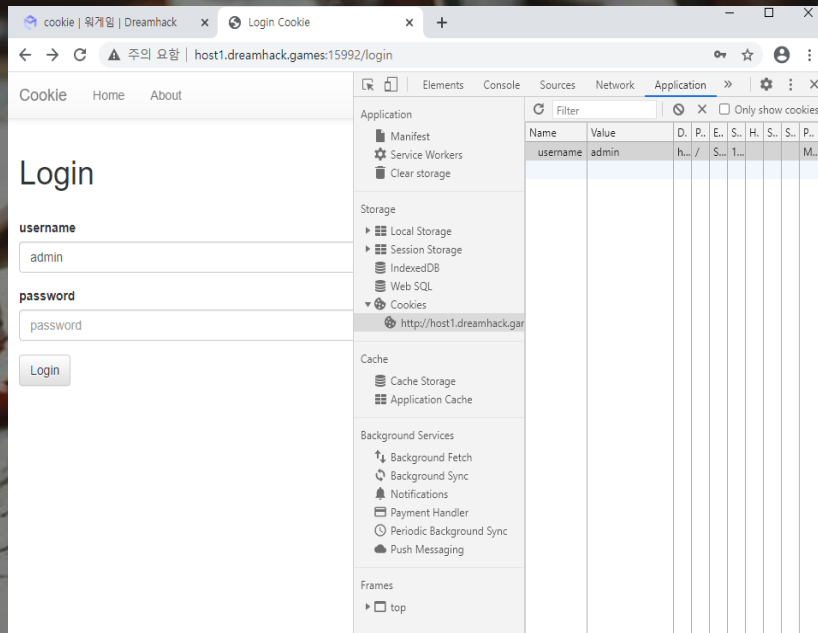 cookie | 워게임 | Dreamhack
Login Cookie
주의 요함 | host1.dreamhack.games:15992/login
Cookie Home About
Login
username
admin
password
password
Login
Elements Console Sources Network Application »
Application
Manifest
Service Workers
Clear storage
Storage
Local Storage
Session Storage
IndexedDB
Web SQL
Cookies
http://host1.dreamhack.gar
Cache
Cache Storage
Application Cache
Background Services
Background Fetch
Background Sync
Notifications
Payment Handler
Periodic Background Sync
Push Messaging
Frames
top
Filter Only show cookies
Name Value D.. P.. E.. S.. H.. S.. S.. P..
username admin h... / S... 1... M..